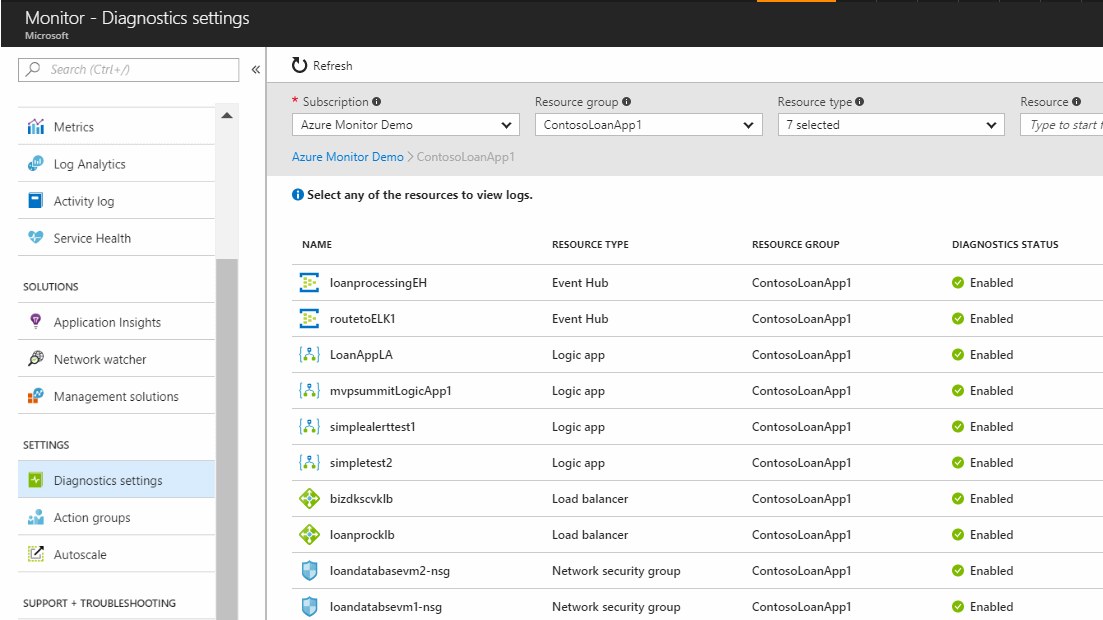 Monitor - Diagnostics settings
Microsoft
Search (Ctrl+/)
«
Metrics
Log Analytics
Activity log
Service Health
SOLUTIONS
Application Insights
Network watcher
Management solutions
SETTINGS
Diagnostics settings
Action groups
Autoscale
SUPPORT + TROUBLESHOOTING
Refresh
* Subscription Resource group Resource type Resource
Azure Monitor Demo ContosoLoanApp1 7 selected Type to start f
Azure Monitor Demo > ContosoLoanApp1
Select any of the resources to view logs.
NAME RESOURCE TYPE RESOURCE GROUP DIAGNOSTICS STATUS
loanprocessingEH Event Hub ContosoLoanApp1 Enabled
routetoELK1 Event Hub ContosoLoanApp1 Enabled
LoanAppLA Logic app ContosoLoanApp1 Enabled
mvpsummitLogicApp1 Logic app ContosoLoanApp1 Enabled
simplealerttest1 Logic app ContosoLoanApp1 Enabled
simpletest2 Logic app ContosoLoanApp1 Enabled
bizdkscvklb Load balancer ContosoLoanApp1 Enabled
loanprocklb Load balancer ContosoLoanApp1 Enabled
loandatabasevm2-nsg Network security group ContosoLoanApp1 Enabled
loandatabsevm1-nsg Network security group ContosoLoanApp1 Enabled